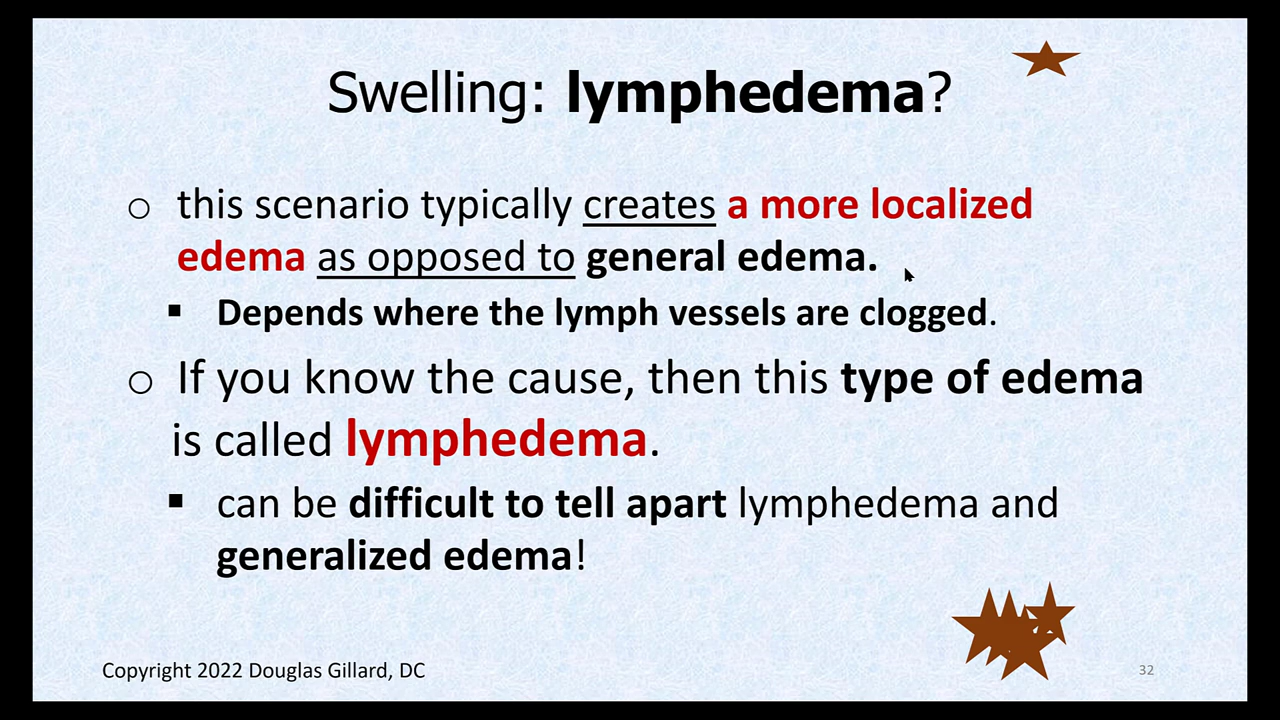 Swelling: lymphedema?
o this scenario typically creates a more localized
edema as opposed to general edema.
▪ Depends where the lymph vessels are clogged.
o If you know the cause, then this type of edema
is called lymphedema.
▪ can be difficult to tell apart lymphedema and
generalized edema!
Copyright 2022 Douglas Gillard, DC
32